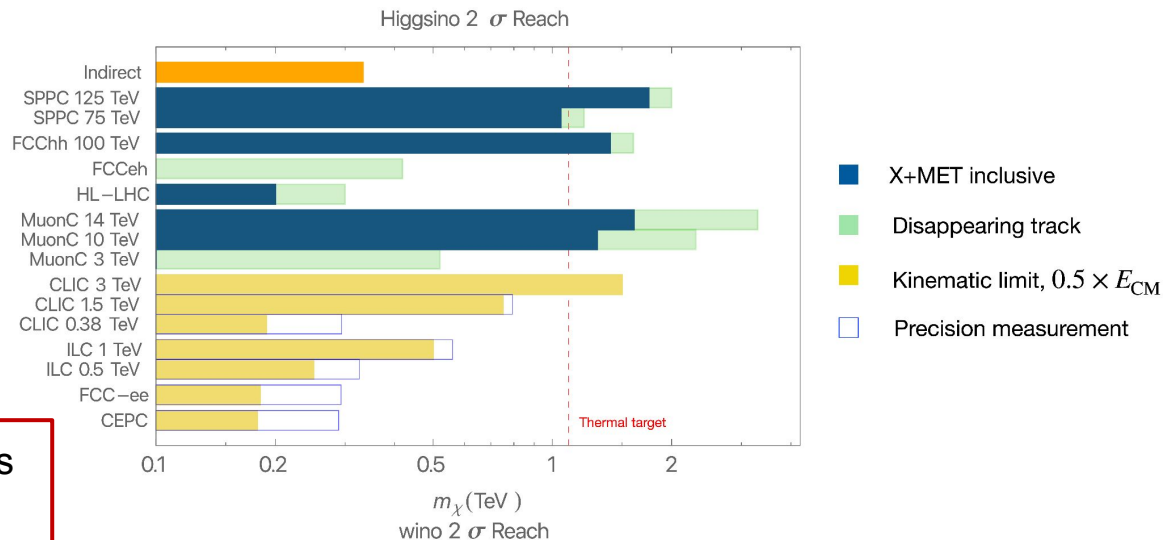 Higgsino 2 σ Reach
Indirect
SPPC 125 TeV
SPPC 75 TeV
FCChh 100 TeV
FCCeh
HL−LHC
MuonC 14 TeV
MuonC 10 TeV
MuonC 3 TeV
CLIC 3 TeV
CLIC 1.5 TeV
CLIC 0.38 TeV
ILC 1 TeV
ILC 0.5 TeV
FCC−ee
CEPC
Thermal target
0.1 0.2 0.5 1 2
mχ(TeV )
wino 2 σ Reach
X+MET inclusive
Disappearing track
Kinematic limit, 0.5 × ECM
Precision measurement
s